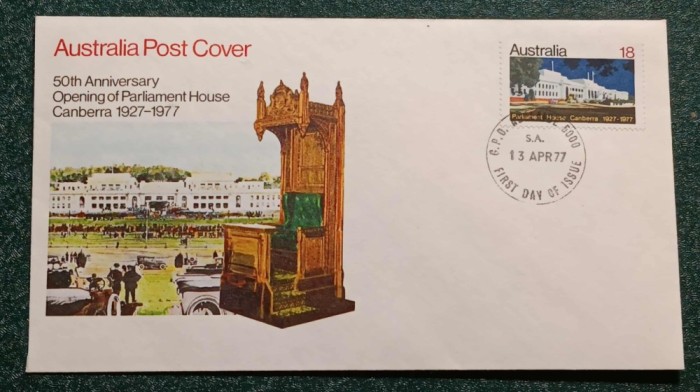 Australia Post Cover
50th Anniversary
Opening of Parliament House
Canberra 1927-1977
Australia 18
Parliament House Canberra 1927-1977
G.P.O. 5000
S.A.
13 APR 77
FIRST DAY OF ISSUE